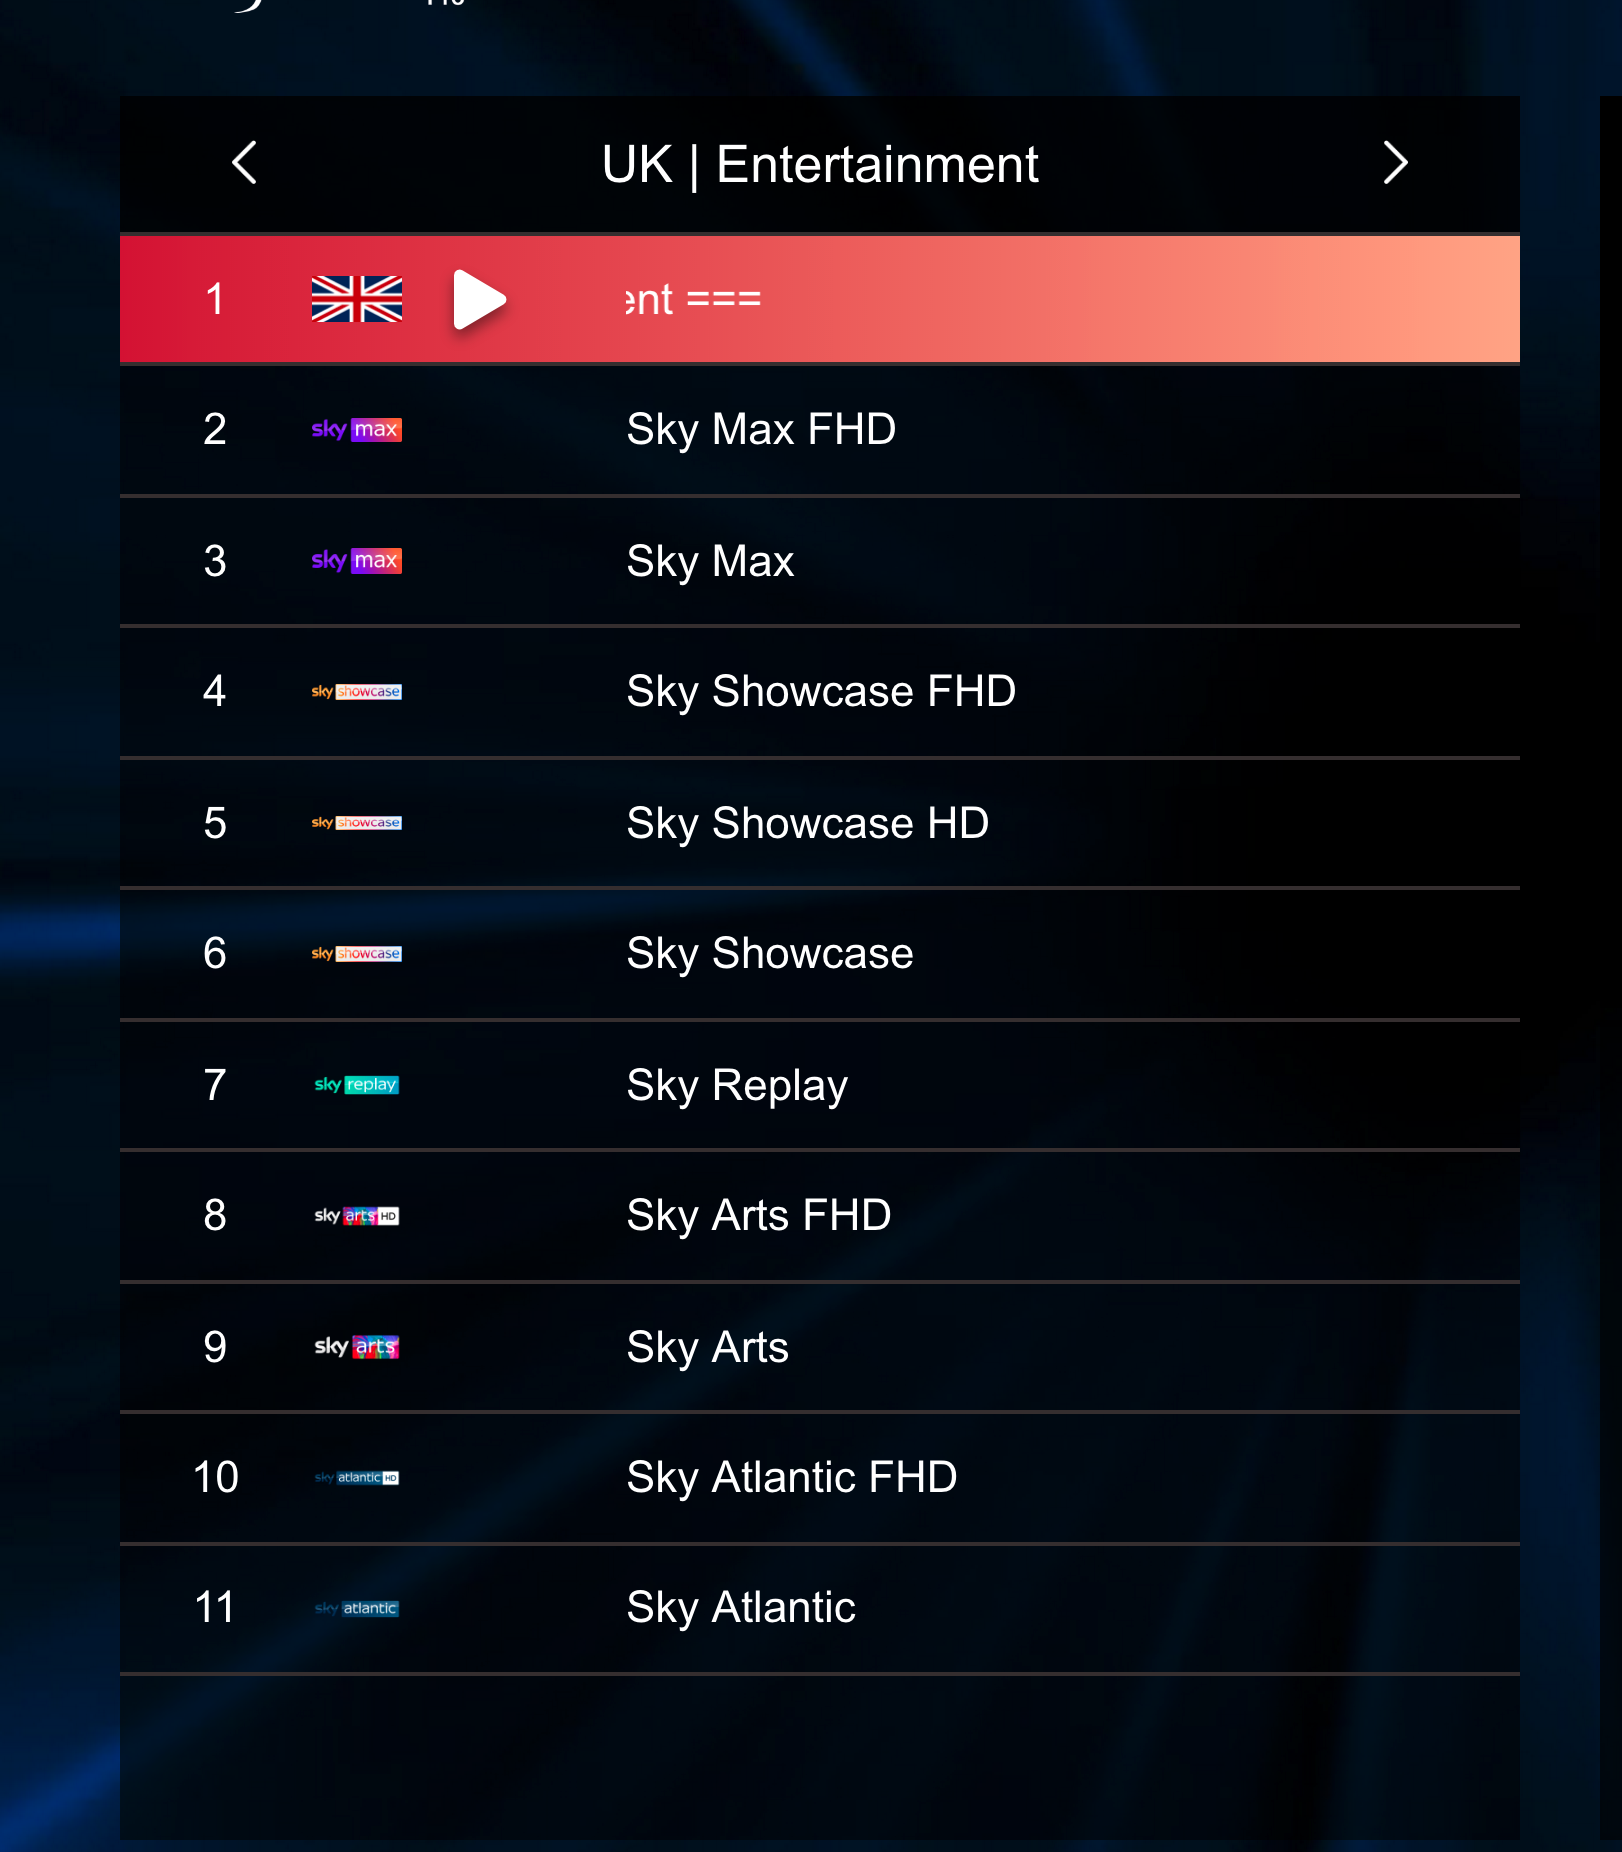 UK | Entertainment
1 ent ===
2 sky max Sky Max FHD
3 sky max Sky Max
4 sky showcase Sky Showcase FHD
5 sky showcase Sky Showcase HD
6 sky showcase Sky Showcase
7 sky replay Sky Replay
8 sky arts HD Sky Arts FHD
9 sky arts Sky Arts
10 sky atlantic HD Sky Atlantic FHD
11 sky atlantic Sky Atlantic